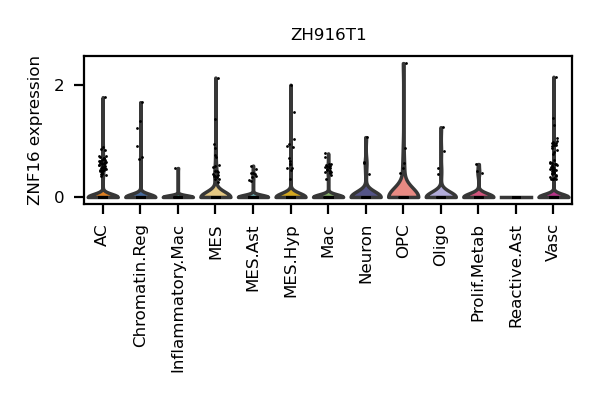 ZH916T1
ZNF16 expression
2
0
AC
Chromatin.Reg
Inflammatory.Mac
MES
MES.Ast
MES.Hyp
Mac
Neuron
OPC
Oligo
Prolif.Metab
Reactive.Ast
Vasc